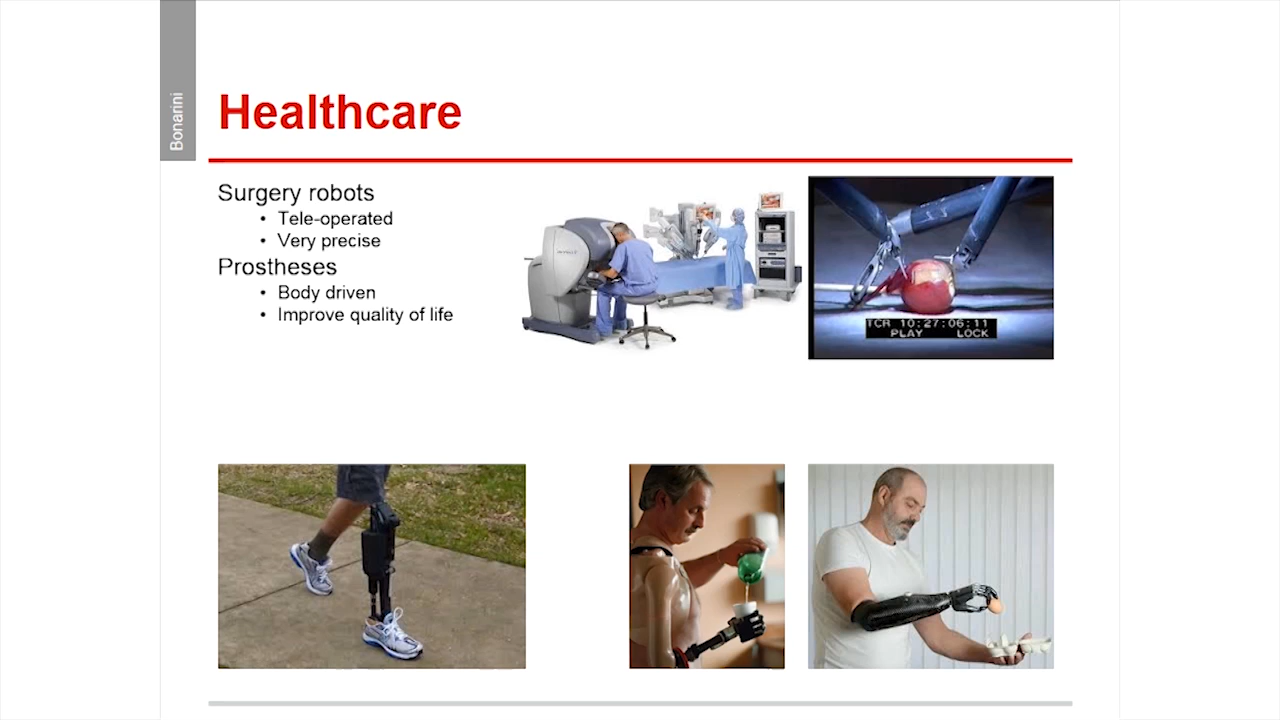 Bonarini
Healthcare
Surgery robots
• Tele-operated
• Very precise
Prostheses
• Body driven
• Improve quality of life
TCR 10:27:06:11
PLAY LOCK